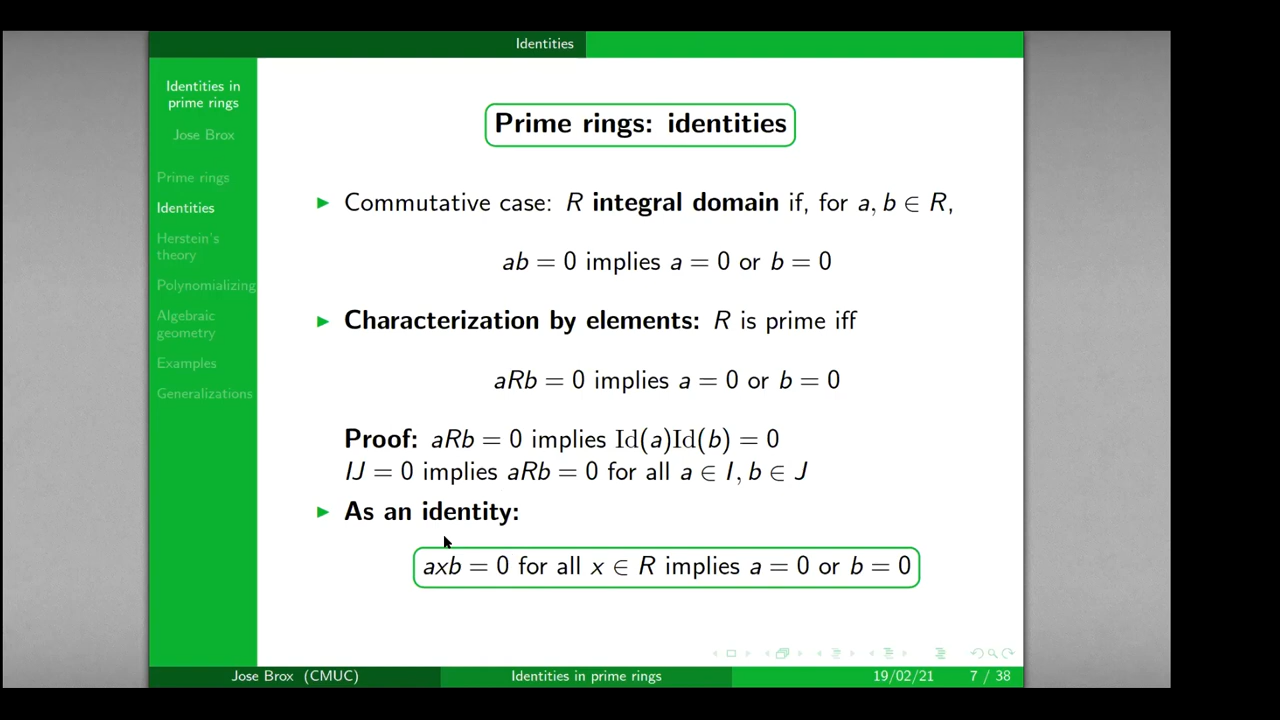 Identities
Identities in
prime rings
Jose Brox
Prime rings
Identities
Herstein's
theory
Polynomializing
Algebraic
geometry
Examples
Generalizations
Prime rings: identities
Commutative case: R integral domain if, for a, b ∈ R,
ab = 0 implies a = 0 or b = 0
Characterization by elements: R is prime iff
aRb = 0 implies a = 0 or b = 0
Proof: aRb = 0 implies Id(a)Id(b) = 0
IJ = 0 implies aRb = 0 for all a ∈ I, b ∈ J
As an identity:
axb = 0 for all x ∈ R implies a = 0 or b = 0
Jose Brox (CMUC) Identities in prime rings 19/02/21 7 / 38